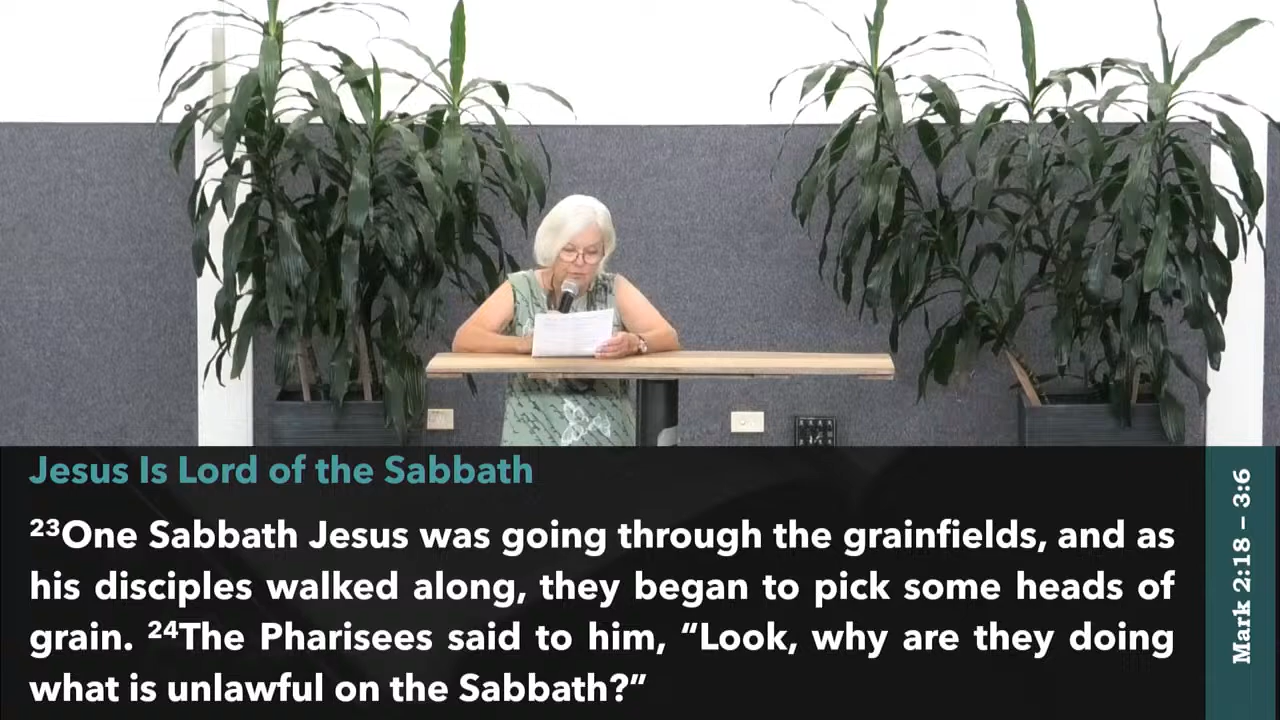 Jesus Is Lord of the Sabbath
²³One Sabbath Jesus was going through the grainfields, and as
his disciples walked along, they began to pick some heads of
grain. ²⁴The Pharisees said to him, “Look, why are they doing
what is unlawful on the Sabbath?”
Mark 2:18 – 3:6